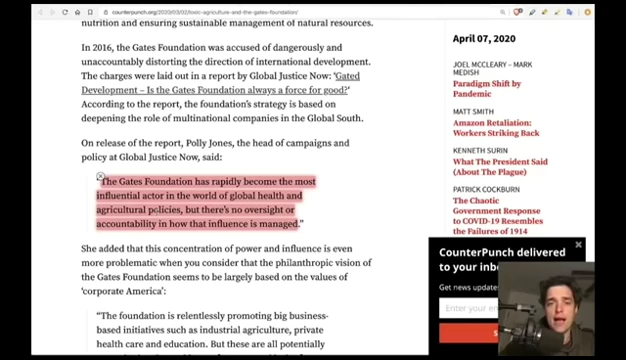 counterpunch.org/2020/03/02/toxic-agriculture-and-the-gates-foundation/
nutrition and ensuring sustainable management of natural resources.
In 2016, the Gates Foundation was accused of dangerously and
unaccountably distorting the direction of international development.
The charges were laid out in a report by Global Justice Now: ‘Gated
Development – Is the Gates Foundation always a force for good?’
According to the report, the foundation’s strategy is based on
deepening the role of multinational companies in the Global South.
On release of the report, Polly Jones, the head of campaigns and
policy at Global Justice Now, said:
“The Gates Foundation has rapidly become the most
influential actor in the world of global health and
agricultural policies, but there’s no oversight or
accountability in how that influence is managed.”
She added that this concentration of power and influence is even
more problematic when you consider that the philanthropic vision of
the Gates Foundation seems to be largely based on the values of
‘corporate America’:
“The foundation is relentlessly promoting big business-
based initiatives such as industrial agriculture, private
health care and education. But these are all potentially
April 07, 2020
JOEL MCCLEARY – MARK
MEDISH
Paradigm Shift by
Pandemic
MATT SMITH
Amazon Retaliation:
Workers Striking Back
KENNETH SURIN
What The President Said
(About The Plague)
PATRICK COCKBURN
The Chaotic
Government Response
to COVID-19 Resembles
the Failures of 1914
CounterPunch delivered
to your inbo
Get news updates
Enter your
S